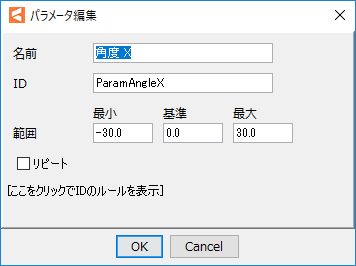 パラメータ編集
名前 角度 X
ID ParamAngleX
最小 基準 最大
範囲 -30.0 0.0 30.0
リピート
[ここをクリックでIDのルールを表示]
OK Cancel